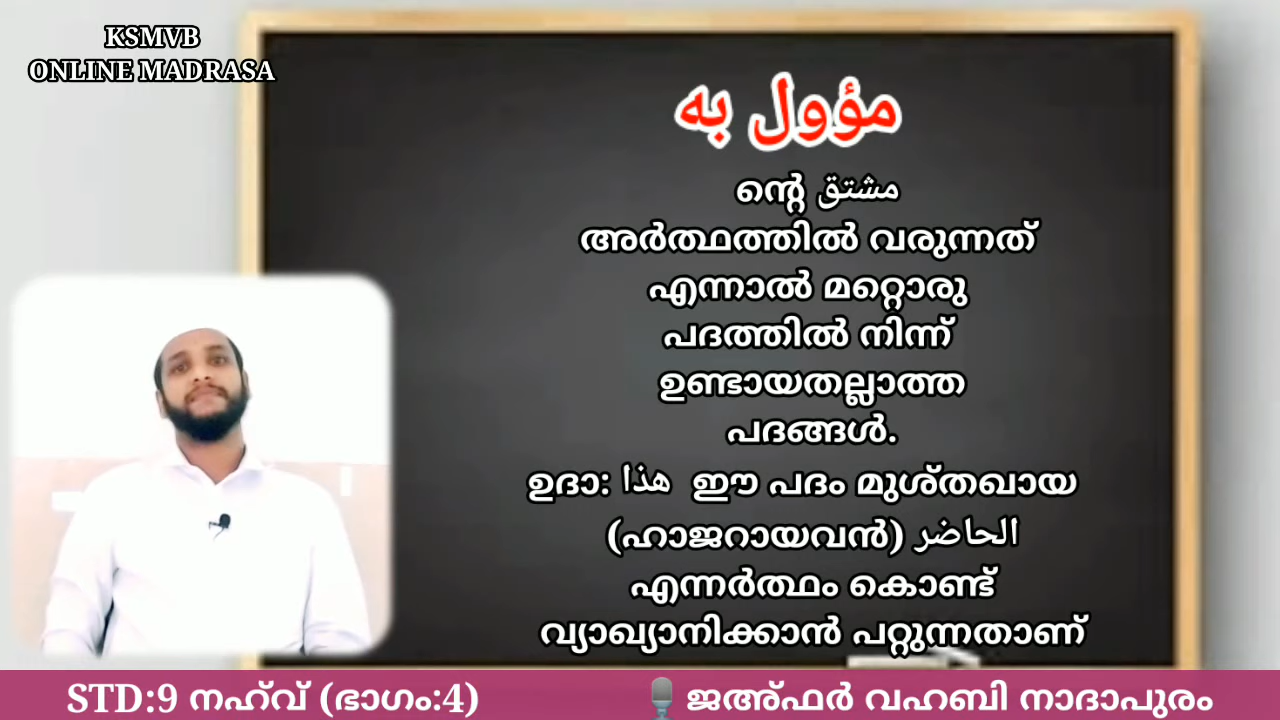 KSMVB
ONLINE MADRASA
مؤول به
ന്റെ مشتق
അർത്ഥത്തിൽ വരുന്നത്
എന്നാൽ മറ്റൊരു
പദത്തിൽ നിന്ന്
ഉണ്ടായതല്ലാത്ത
പദങ്ങൾ.
ഉദാ: هذا ഈ പദം മുശ്തഖായ
(ഹാജറായവൻ) الحاضر
എന്നർത്ഥം കൊണ്ട്
വ്യാഖ്യാനിക്കാൻ പറ്റുന്നതാണ്
STD:9 നഹ്‌വ് (ഭാഗം:4)
ജഅ്ഫർ വഹബി നാദാപുരം